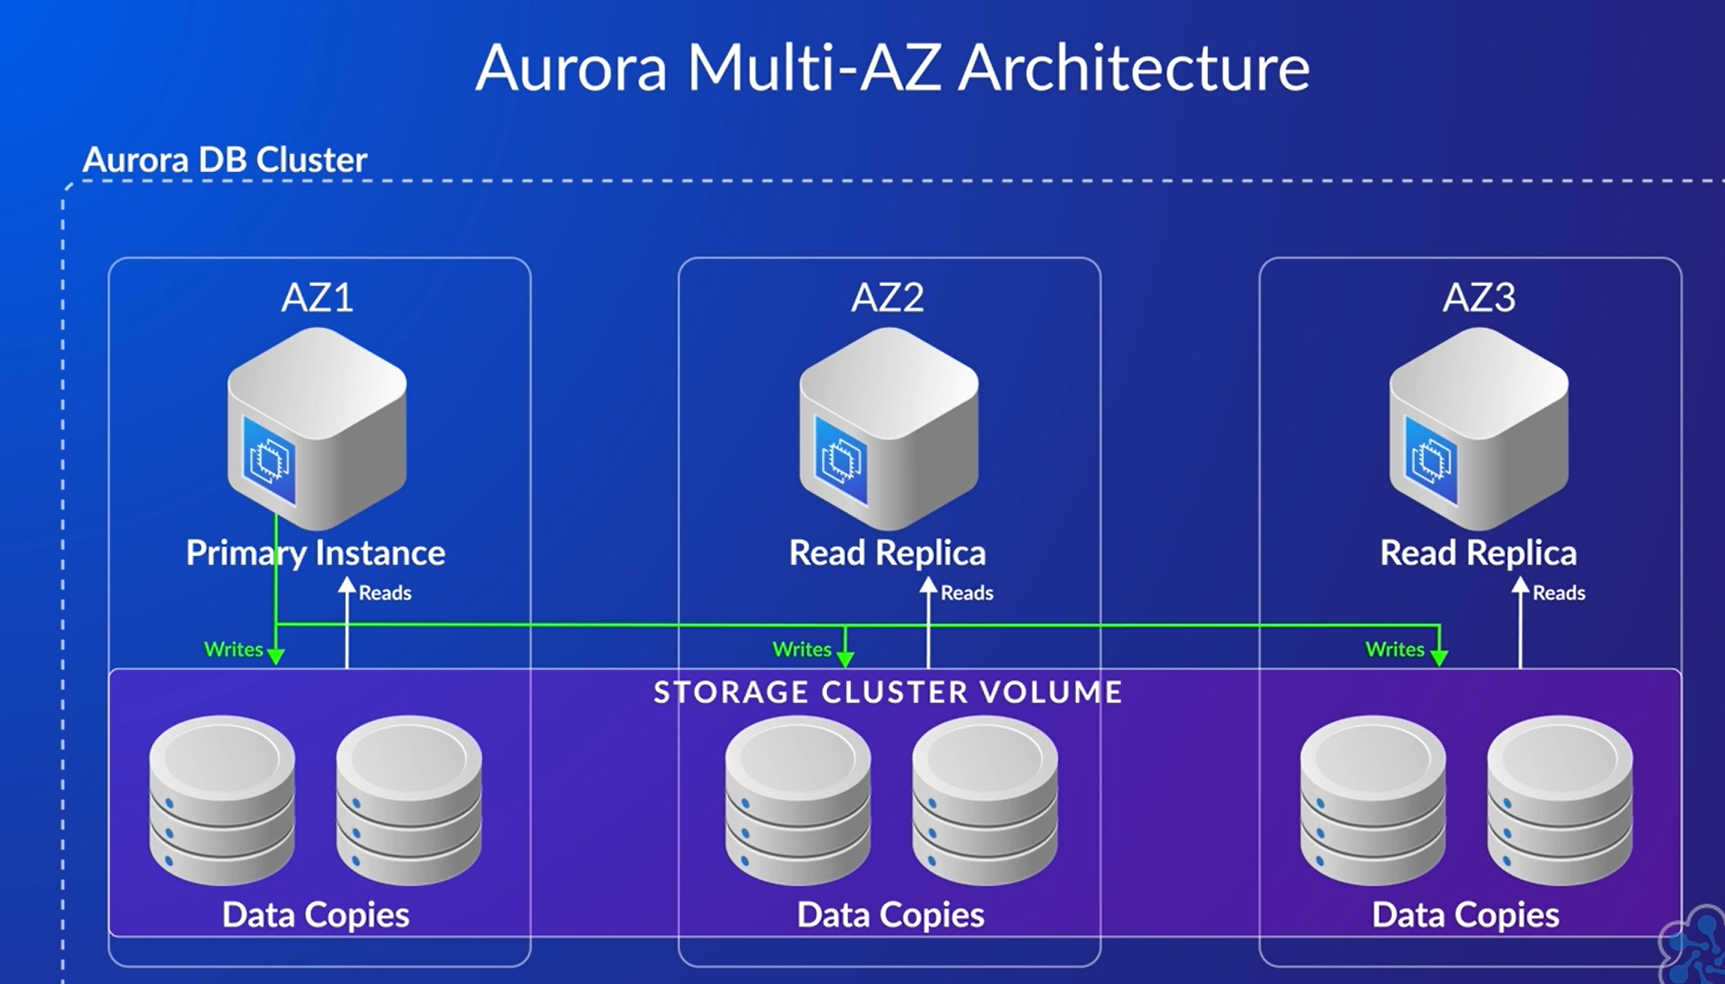 Aurora Multi-AZ Architecture
Aurora DB Cluster
AZ1
AZ2
AZ3
Primary Instance
Read Replica
Read Replica
Reads
Reads
Reads
Writes
Writes
Writes
STORAGE CLUSTER VOLUME
Data Copies
Data Copies
Data Copies